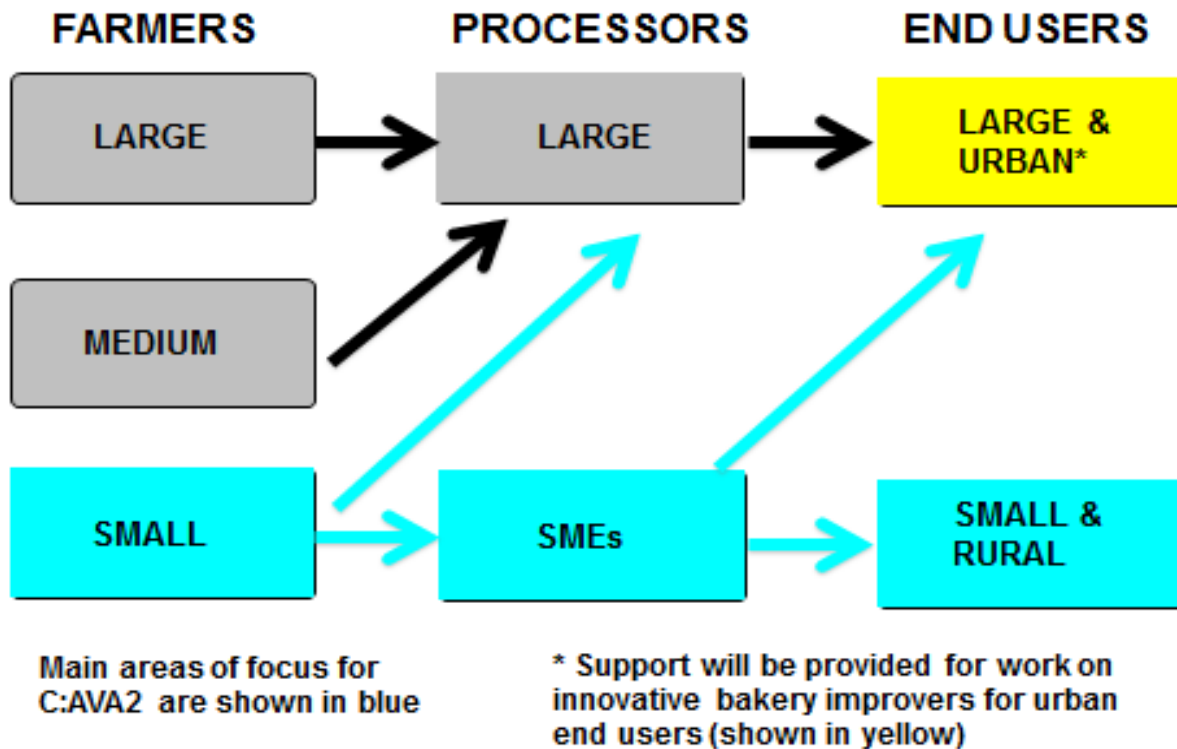 FARMERS
PROCESSORS
END USERS
LARGE
LARGE
LARGE &
URBAN*
MEDIUM
SMALL
SMEs
SMALL &
RURAL
Main areas of focus for
C:AVA2 are shown in blue
* Support will be provided for work on
innovative bakery improvers for urban
end users (shown in yellow)